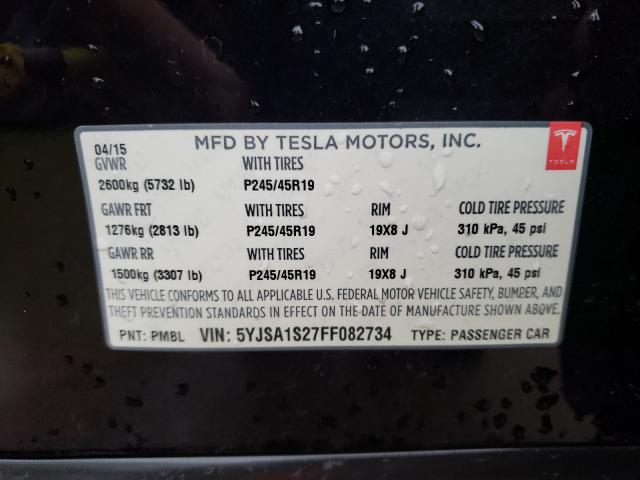 04/15 MFD BY TESLA MOTORS, INC.
TESLA
GVWR WITH TIRES
2600kg (5732 lb) P245/45R19
GAWR FRT WITH TIRES RIM COLD TIRE PRESSURE
1276kg (2813 lb) P245/45R19 19X8 J 310 kPa, 45 psi
GAWR RR WITH TIRES RIM COLD TIRE PRESSURE
1500kg (3307 lb) P245/45R19 19X8 J 310 kPa, 45 psi
THIS VEHICLE CONFORMS TO ALL APPLICABLE U.S. FEDERAL MOTOR VEHICLE SAFETY, BUMPER, AND
THEFT PREVENTION STANDARDS IN EFFECT ON THE DATE OF MANUFACTURE SHOWN ABOVE.
PNT: PMBL VIN: 5YJSA1S27FF082734 TYPE: PASSENGER CAR